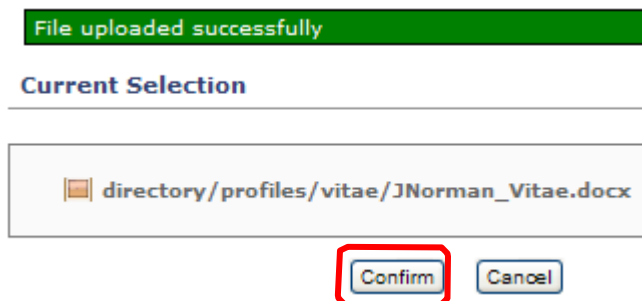 File uploaded successfully
Current Selection
directory/profiles/vitae/JNorman_Vitae.docx
Confirm Cancel